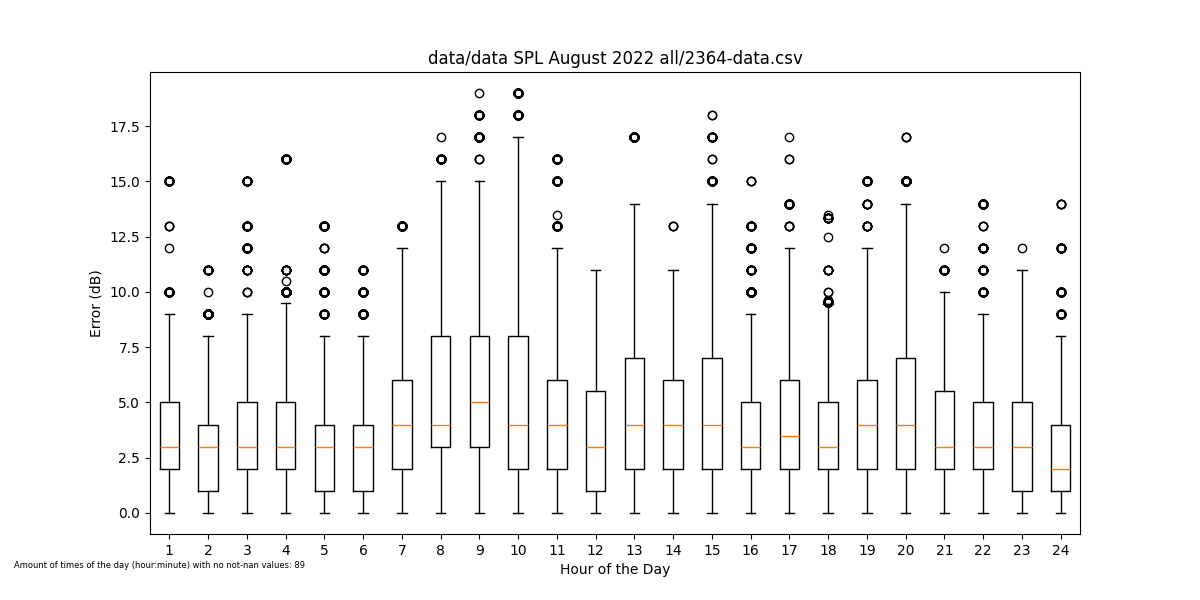 data/data SPL August 2022 all/2364-data.csv
Error (dB)
17.5
15.0
12.5
10.0
7.5
5.0
2.5
0.0
1 2 3 4 5 6 7 8 9 10 11 12 13 14 15 16 17 18 19 20 21 22 23 24
Hour of the Day
Amount of times of the day (hour:minute) with no not-nan values: 89